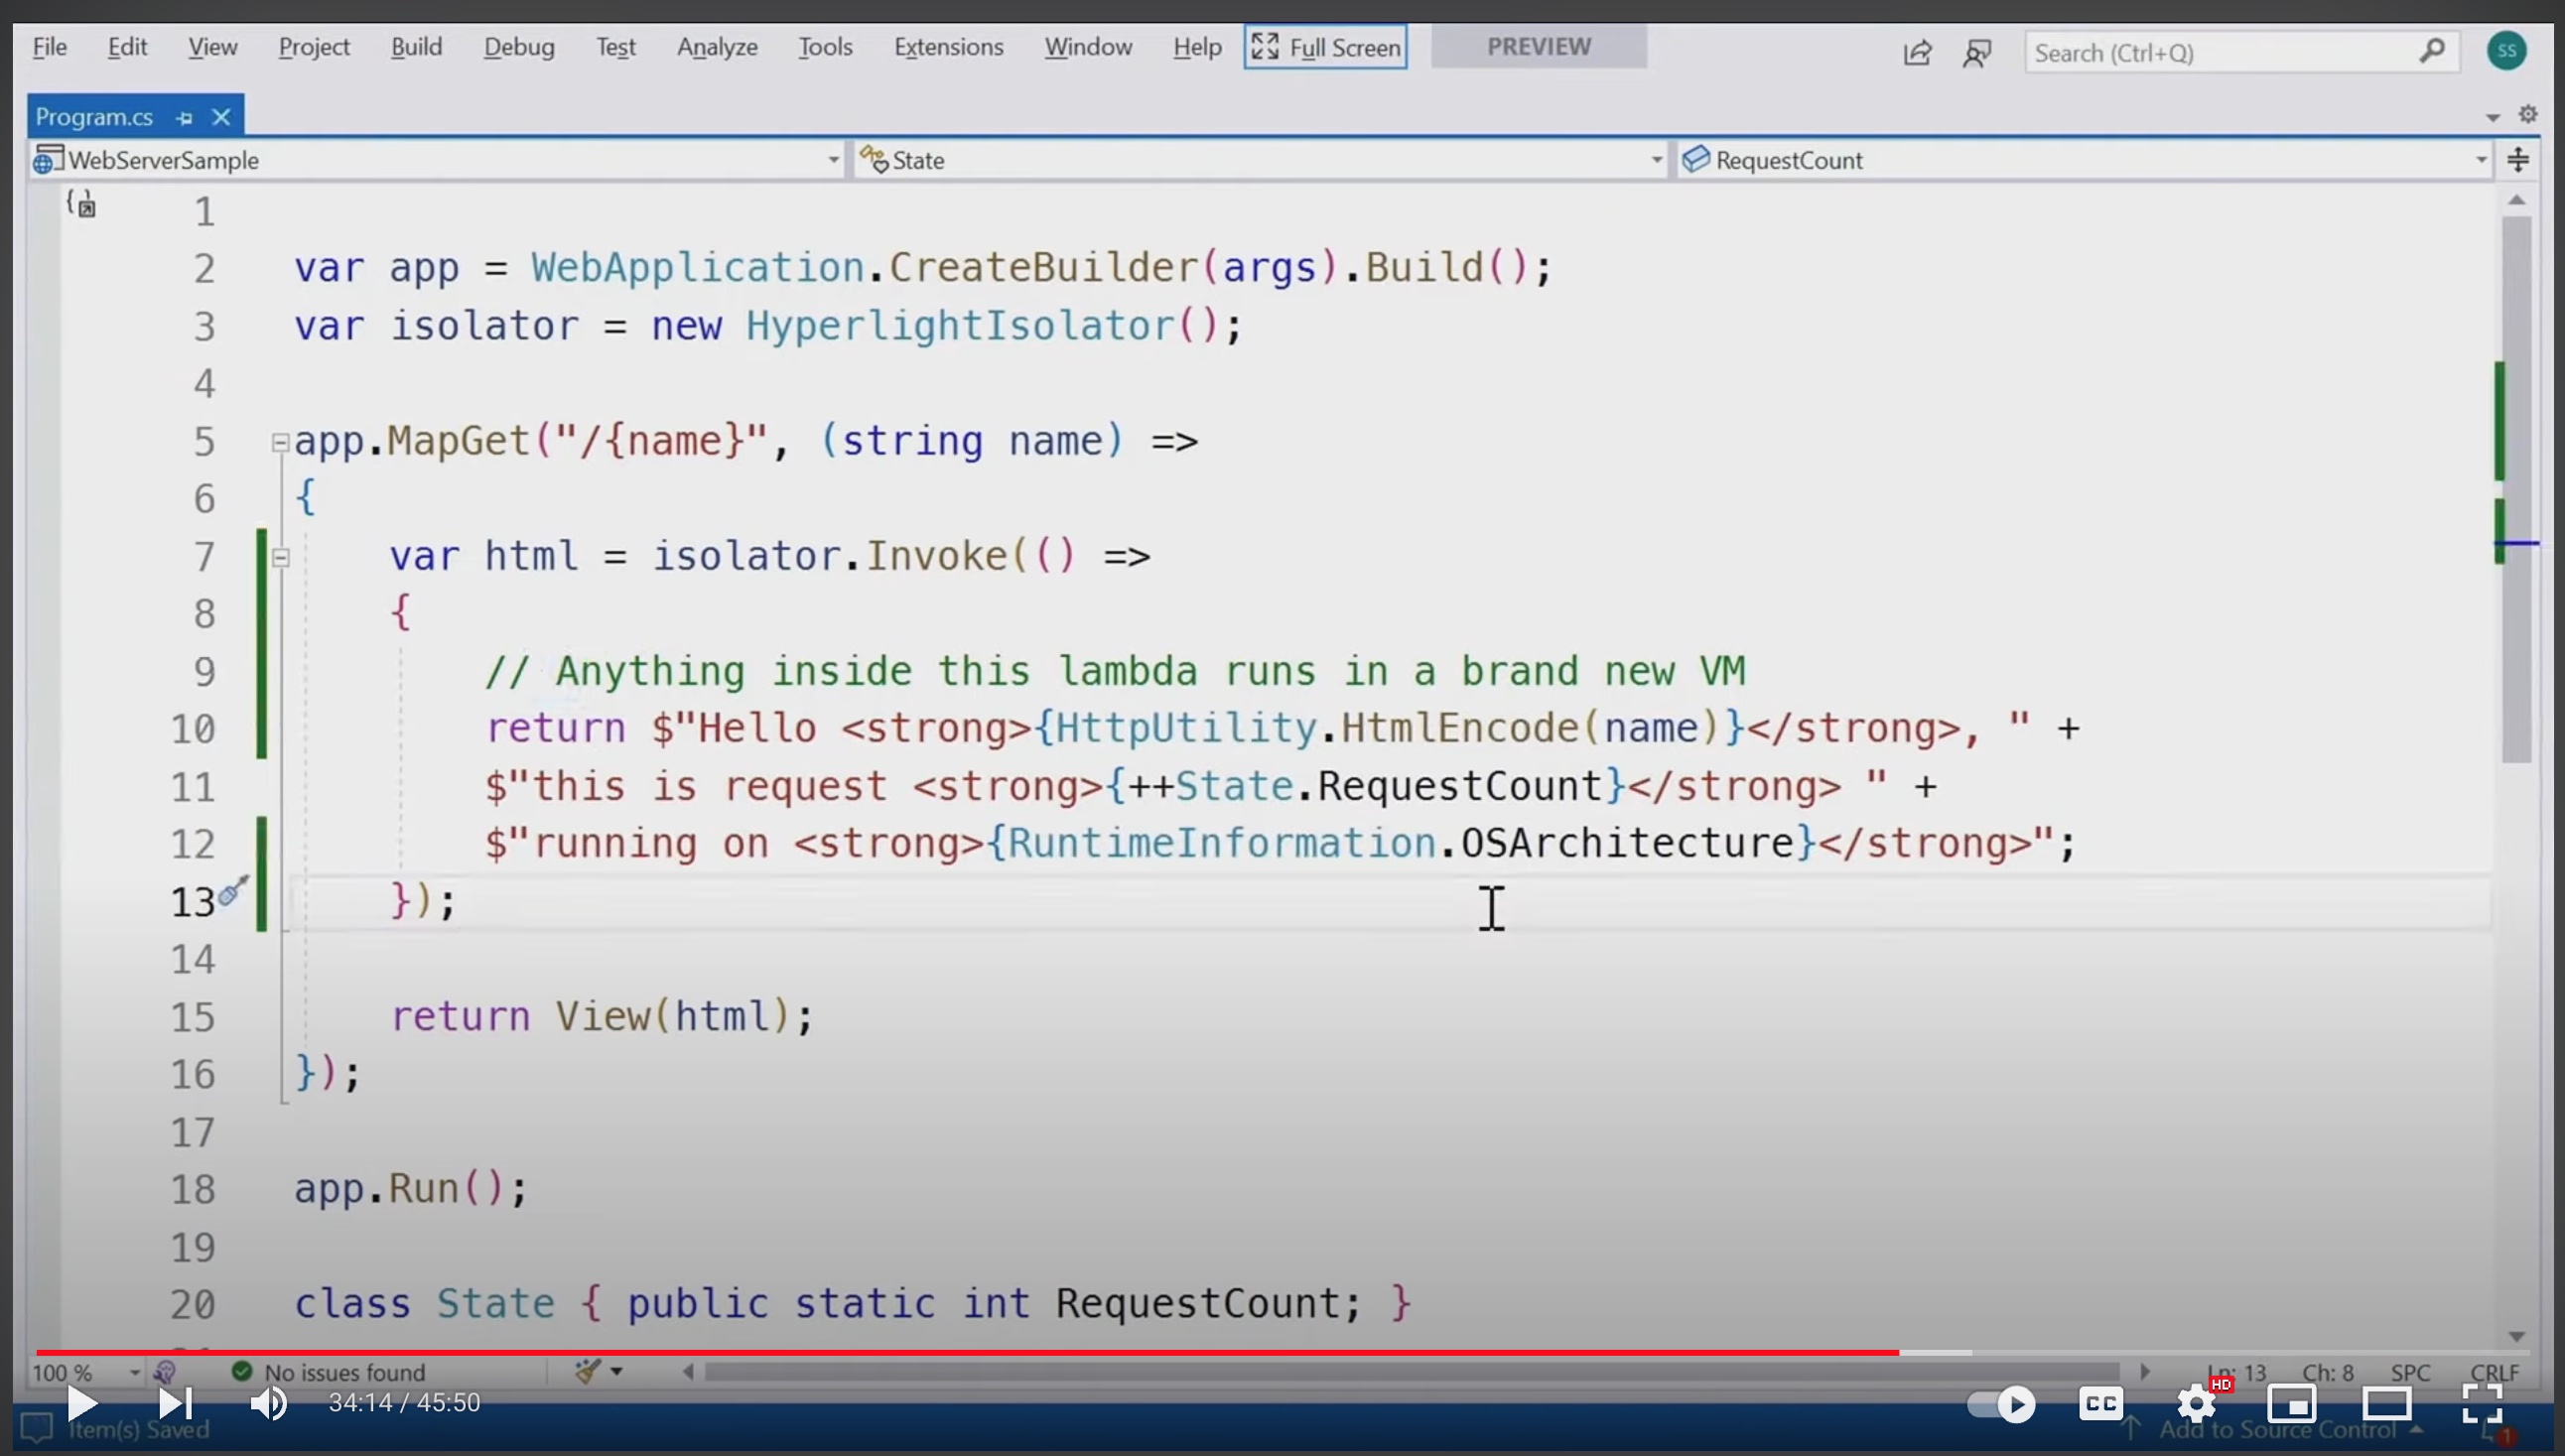 File Edit View Project Build Debug Test Analyze Tools Extensions Window Help Full Screen PREVIEW Search (Ctrl+Q) SS
Program.cs
WebServerSample State RequestCount
1
2 var app = WebApplication.CreateBuilder(args).Build();
3 var isolator = new HyperlightIsolator();
4
5 app.MapGet("/{name}", (string name) =>
6 {
7 var html = isolator.Invoke(() =>
8 {
9 // Anything inside this lambda runs in a brand new VM
10 return $"Hello <strong>{HttpUtility.HtmlEncode(name)}</strong>, " +
11 $"this is request <strong>{++State.RequestCount}</strong> " +
12 $"running on <strong>{RuntimeInformation.OSArchitecture}</strong>";
13 });
14
15 return View(html);
16 });
17
18 app.Run();
19
20 class State { public static int RequestCount; }
100 % No issues found Ln: 13 Ch: 8 SPC CRLF
34:14 / 45:50 CC HD
Item(s) Saved Add to Source Control 1